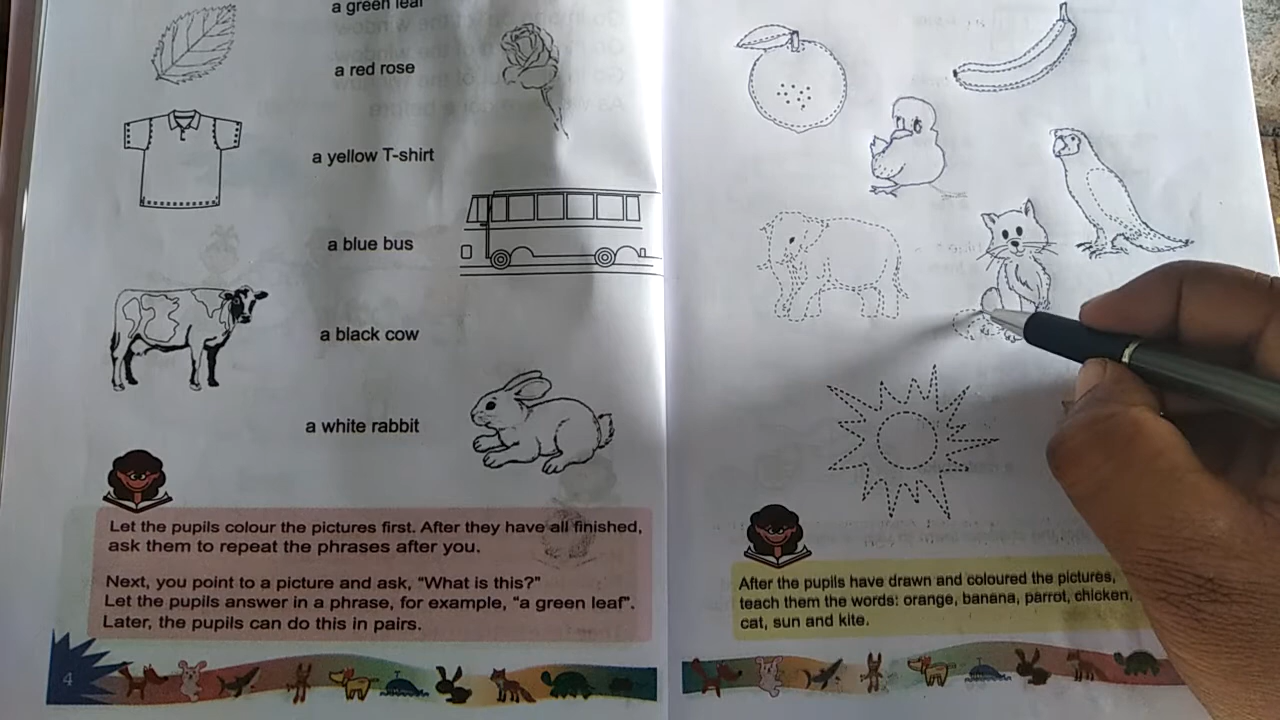 a green leaf
a red rose
a yellow T-shirt
a blue bus
a black cow
a white rabbit
Let the pupils colour the pictures first. After they have all finished,
ask them to repeat the phrases after you.
Next, you point to a picture and ask, "What is this?"
Let the pupils answer in a phrase, for example, "a green leaf".
Later, the pupils can do this in pairs.
4
After the pupils have drawn and coloured the pictures,
teach them the words: orange, banana, parrot, chicken,
cat, sun and kite.